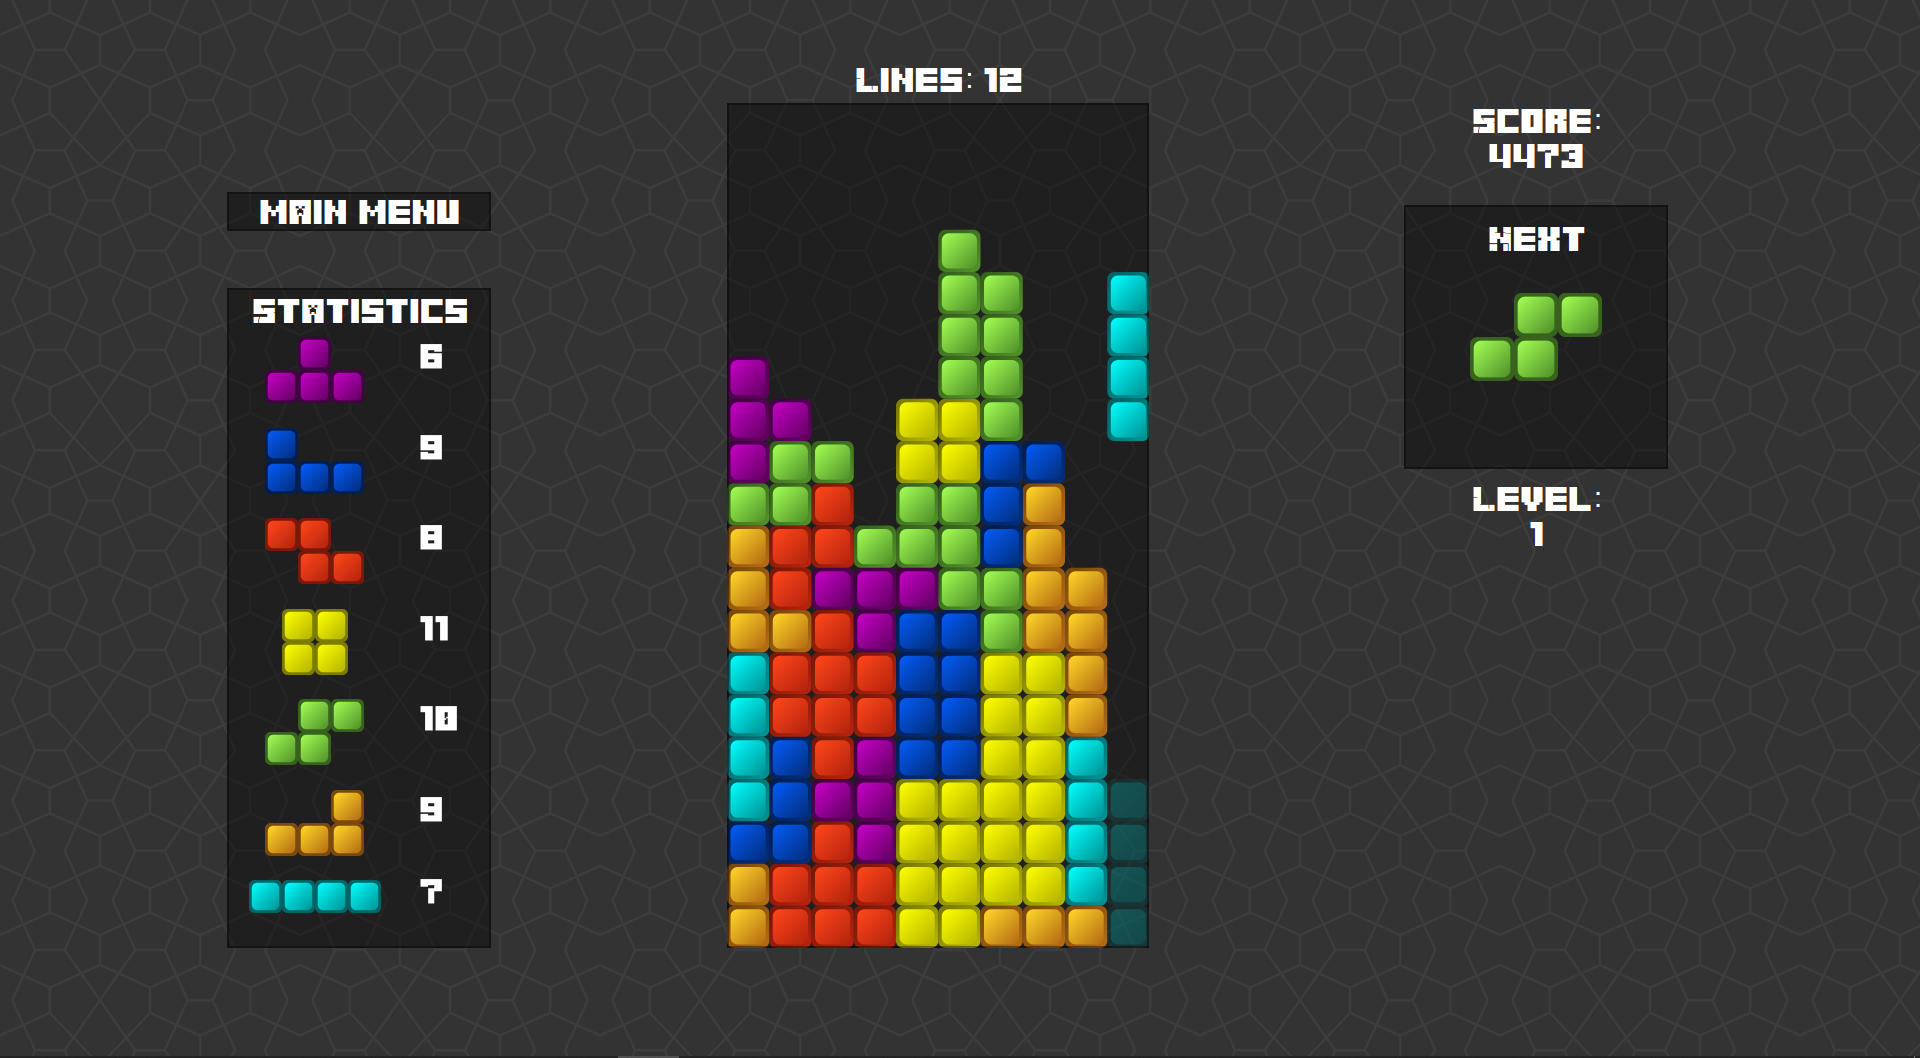 LINES: 12
MAIN MENU
STATISTICS
6
9
8
11
10
9
7
SCORE:
4473
NEXT
LEVEL:
1